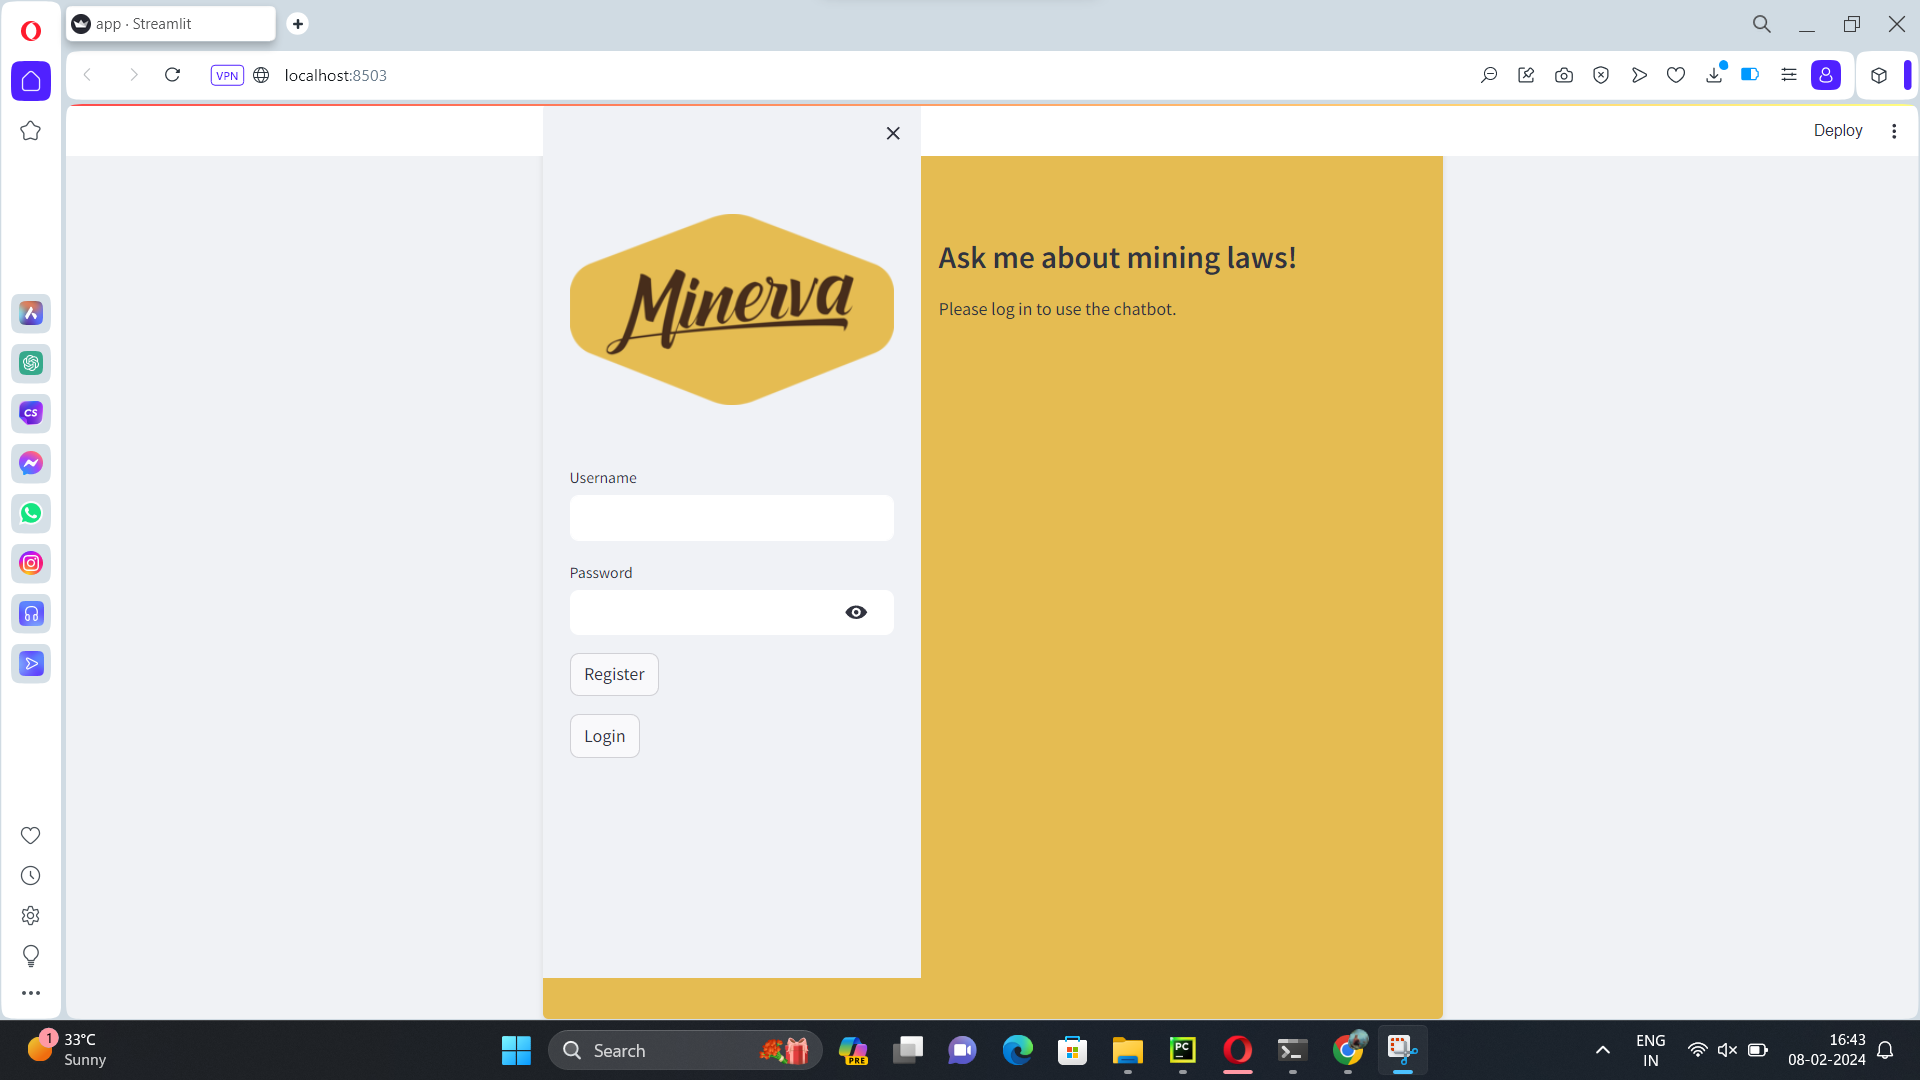 app · Streamlit
VPN
localhost:8503
Deploy
Minerva
Ask me about mining laws!
Please log in to use the chatbot.
CS
Username
Password
Register
Login
1
33°C
Sunny
Search
PRE
PC
ENG
IN
16:43
08-02-2024